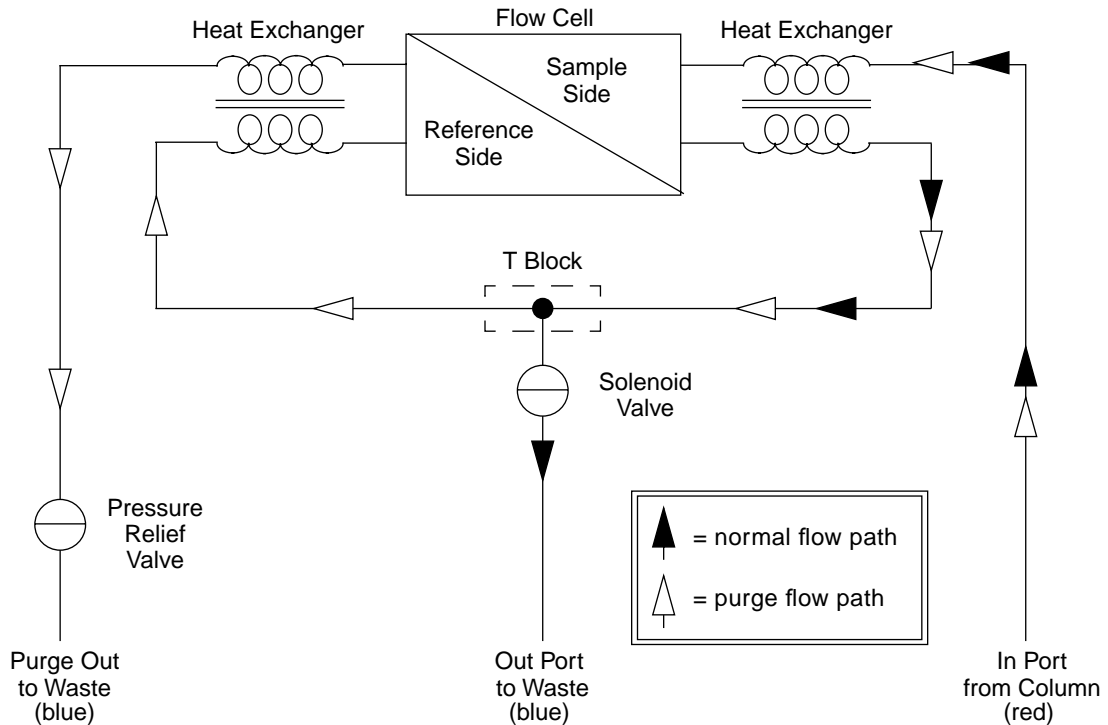 Flow Cell
Heat Exchanger
Heat Exchanger
Sample
Side
Reference
Side
T Block
Solenoid
Valve
Pressure
Relief
Valve
= normal flow path
= purge flow path
Purge Out
to Waste
(blue)
Out Port
to Waste
(blue)
In Port
from Column
(red)